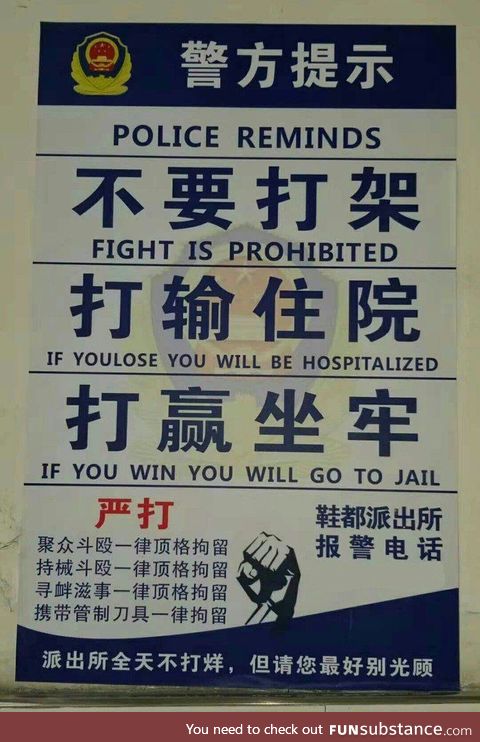 警方提示
POLICE REMINDS
不要打架
FIGHT IS PROHIBITED
打输住院
IF YOULOSE YOU WILL BE HOSPITALIZED
打赢坐牢
IF YOU WIN YOU WILL GO TO JAIL
严打
聚众斗殴一律顶格拘留
持械斗殴一律顶格拘留
寻衅滋事一律顶格拘留
携带管制刀具一律拘留
鞋都派出所
报警电话
派出所全天不打烊，但请您最好别光顾
You need to check out FUNsubstance.com